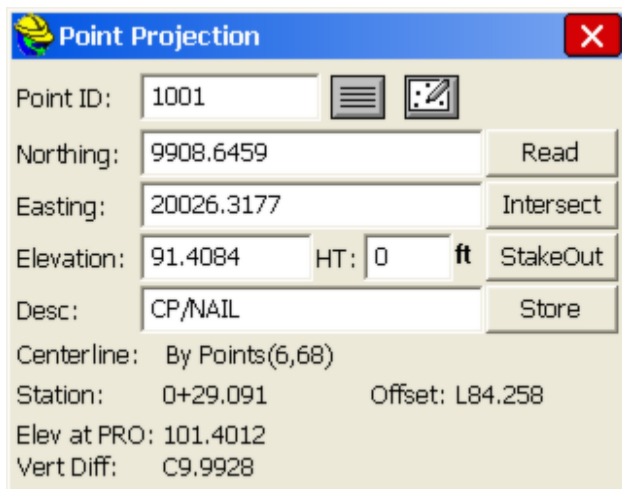 Point Projection
Point ID: 1001
Northing: 9908.6459 Read
Easting: 20026.3177 Intersect
Elevation: 91.4084 HT: 0 ft StakeOut
Desc: CP/NAIL Store
Centerline: By Points(6,68)
Station: 0+29.091 Offset: L84.258
Elev at PRO: 101.4012
Vert Diff: C9.9928